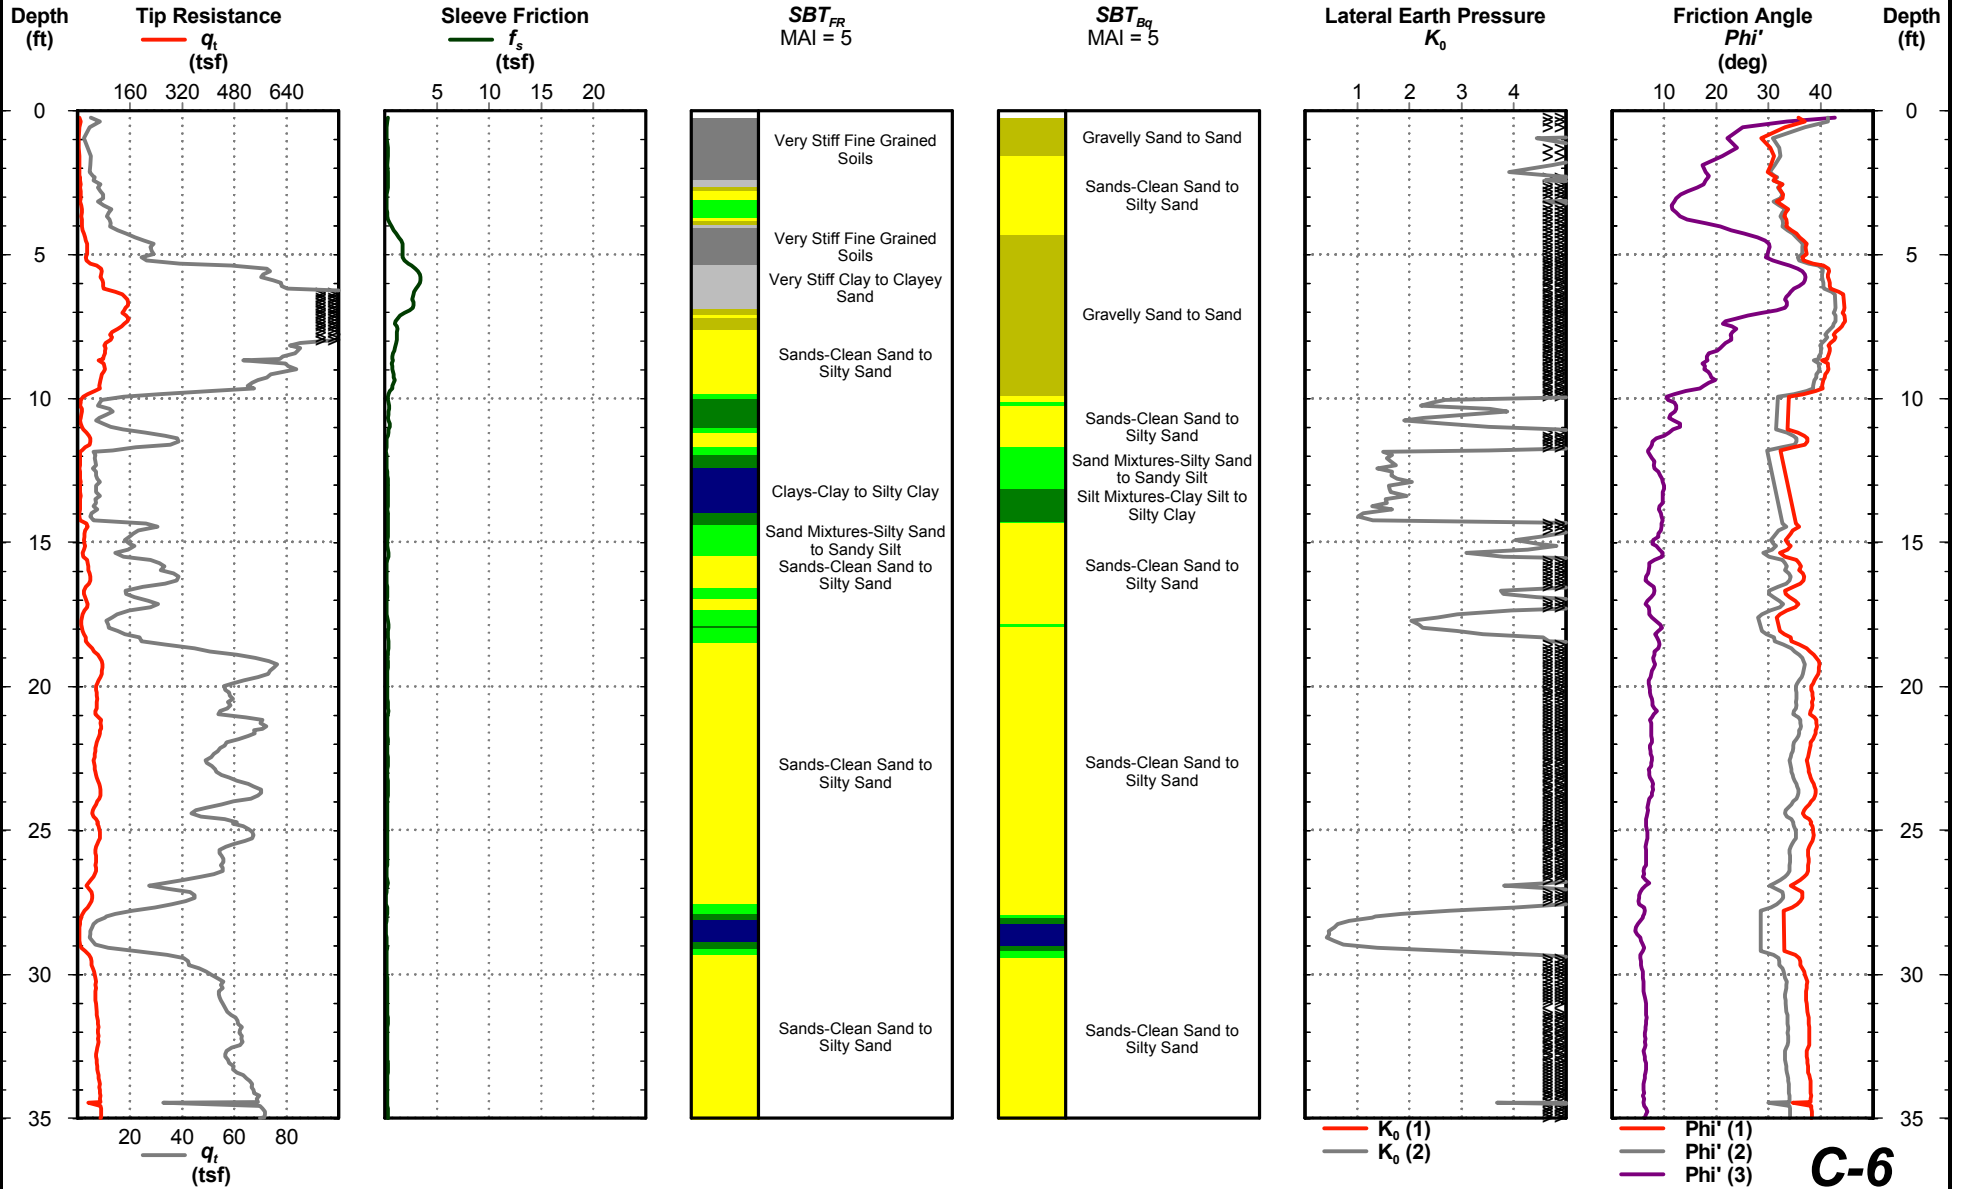 Depth
(ft)
Tip Resistance
qt
(tsf)
160 320 480 640
Sleeve Friction
fs
(tsf)
5 10 15 20
SBTFR
MAI = 5
SBTBq
MAI = 5
Lateral Earth Pressure
K0
1 2 3 4
Friction Angle
Phi'
(deg)
10 20 30 40
Depth
(ft)
0
5
10
15
20
25
30
35
Very Stiff Fine Grained
Soils
Very Stiff Fine Grained
Soils
Very Stiff Clay to Clayey
Sand
Sands-Clean Sand to
Silty Sand
Clays-Clay to Silty Clay
Sand Mixtures-Silty Sand
to Sandy Silt
Sands-Clean Sand to
Silty Sand
Sands-Clean Sand to
Silty Sand
Sands-Clean Sand to
Silty Sand
Gravelly Sand to Sand
Sands-Clean Sand to
Silty Sand
Gravelly Sand to Sand
Sands-Clean Sand to
Silty Sand
Sand Mixtures-Silty Sand
to Sandy Silt
Silt Mixtures-Clay Silt to
Silty Clay
Sands-Clean Sand to
Silty Sand
Sands-Clean Sand to
Silty Sand
Sands-Clean Sand to
Silty Sand
0
5
10
15
20
25
30
35
20 40 60 80
qt
(tsf)
K0 (1)
K0 (2)
Phi' (1)
Phi' (2)
Phi' (3)
C-6